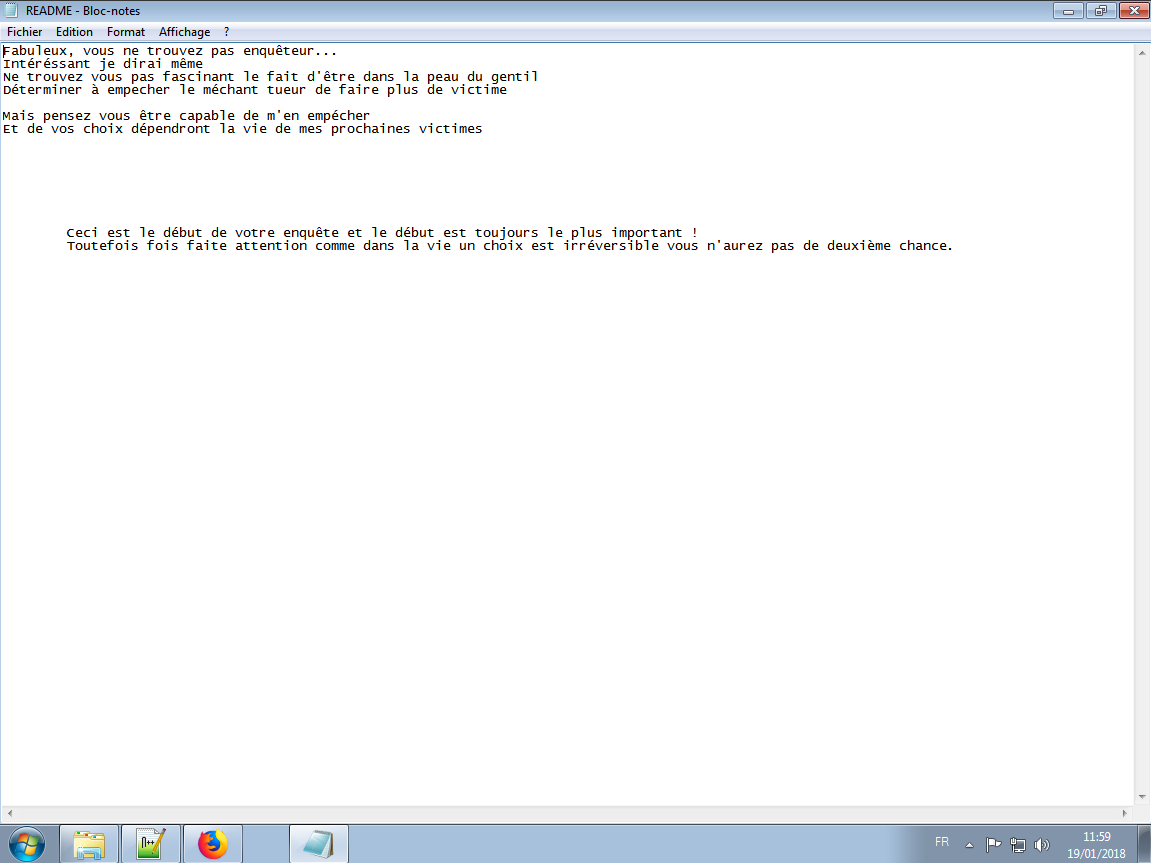 README - Bloc-notes
Fichier Edition Format Affichage ?
Fabuleux, vous ne trouvez pas enquêteur...
Intéréssant je dirai même
Ne trouvez vous pas fascinant le fait d'être dans la peau du gentil
Déterminer à empecher le méchant tueur de faire plus de victime
Mais pensez vous être capable de m'en empécher
Et de vos choix dépendront la vie de mes prochaines victimes
Ceci est le début de votre enquête et le début est toujours le plus important !
Toutefois fois faite attention comme dans la vie un choix est irréversible vous n'aurez pas de deuxième chance.
FR
11:59
19/01/2018